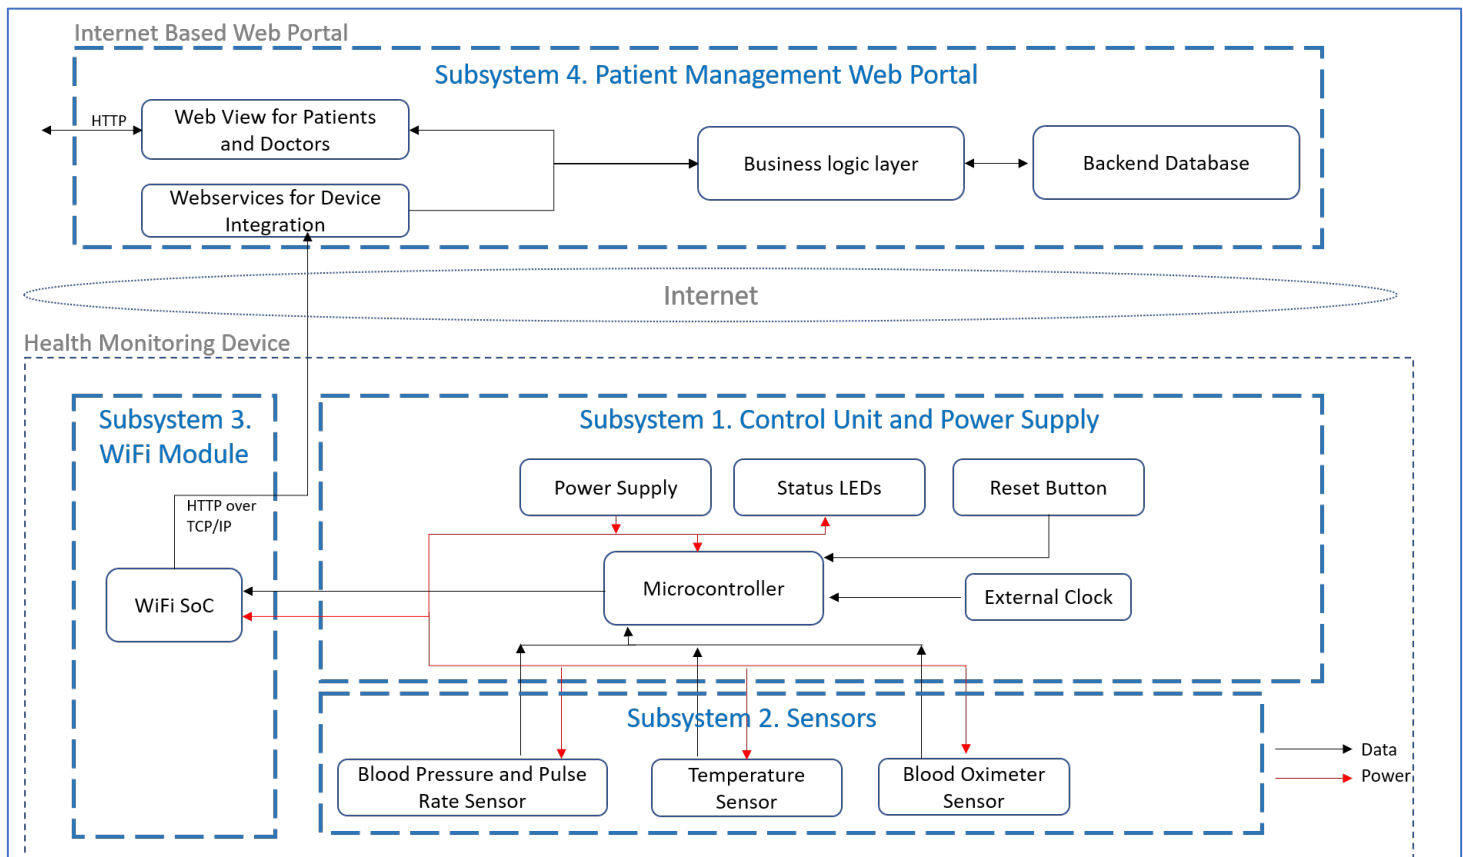 Internet Based Web Portal
Subsystem 4. Patient Management Web Portal
HTTP
Web View for Patients
and Doctors
Business logic layer
Backend Database
Webservices for Device
Integration
Internet
Health Monitoring Device
Subsystem 3.
WiFi Module
Subsystem 1. Control Unit and Power Supply
Power Supply
Status LEDs
Reset Button
HTTP over
TCP/IP
Microcontroller
External Clock
WiFi SoC
Subsystem 2. Sensors
Blood Pressure and Pulse
Rate Sensor
Temperature
Sensor
Blood Oximeter
Sensor
Data
Power